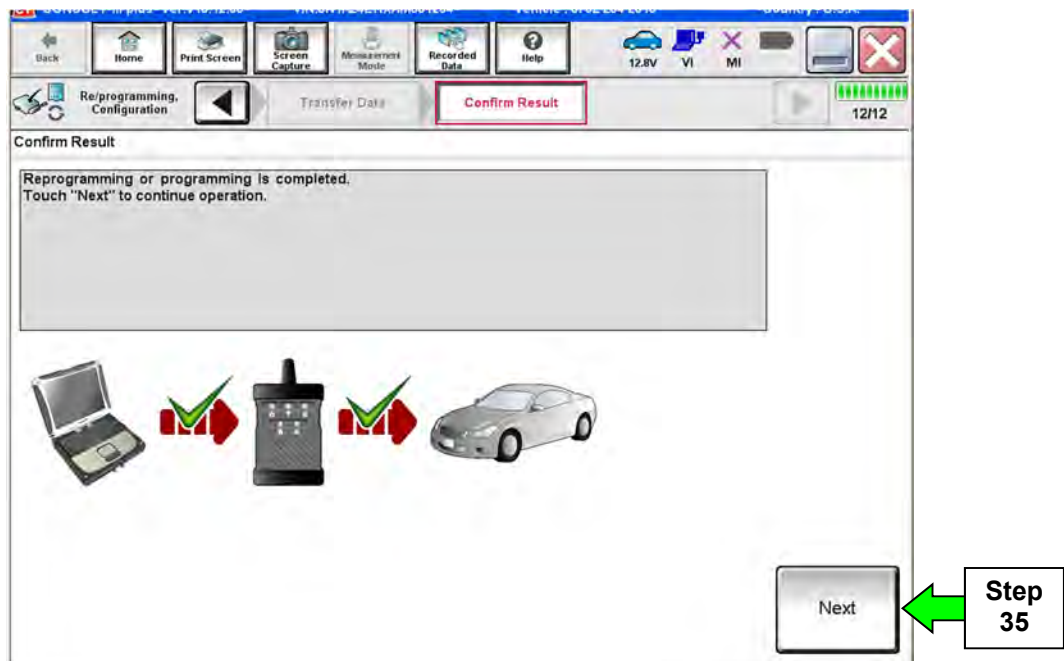 Back
Home
Print Screen
Screen
Capture
Measurement
Mode
Recorded
Data
Help
12.8V
VI
MI
Re/programming,
Configuration
Transfer Data
Confirm Result
12/12
Confirm Result
Reprogramming or programming is completed.
Touch "Next" to continue operation.
Next
Step
35